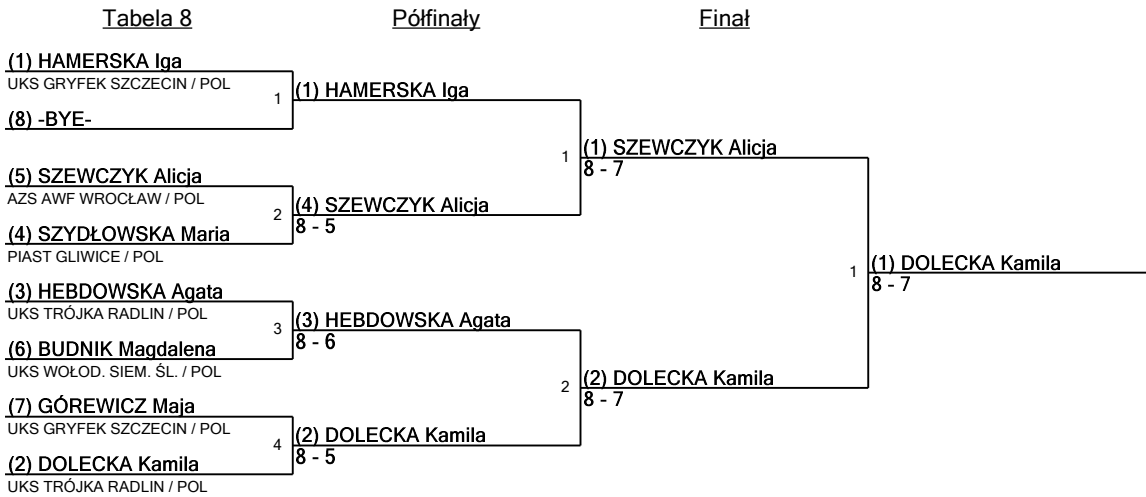 Tabela 8
Półfinały
Finał
(1) HAMERSKA Iga
UKS GRYFEK SZCZECIN / POL
1
(1) HAMERSKA Iga
(8) -BYE-
1
(1) SZEWCZYK Alicja
8 - 7
(5) SZEWCZYK Alicja
AZS AWF WROCŁAW / POL
2
(4) SZEWCZYK Alicja
8 - 5
(4) SZYDŁOWSKA Maria
PIAST GLIWICE / POL
1
(1) DOLECKA Kamila
8 - 7
(3) HEBDOWSKA Agata
UKS TRÓJKA RADLIN / POL
3
(3) HEBDOWSKA Agata
8 - 6
(6) BUDNIK Magdalena
UKS WOŁOD. SIEM. ŚL. / POL
2
(2) DOLECKA Kamila
8 - 7
(7) GÓREWICZ Maja
UKS GRYFEK SZCZECIN / POL
4
(2) DOLECKA Kamila
8 - 5
(2) DOLECKA Kamila
UKS TRÓJKA RADLIN / POL